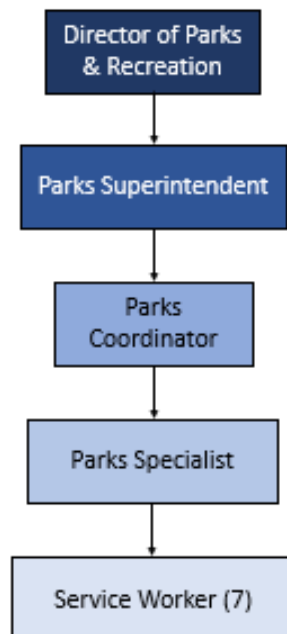 Director of Parks
& Recreation
Parks Superintendent
Parks
Coordinator
Parks Specialist
Service Worker (7)